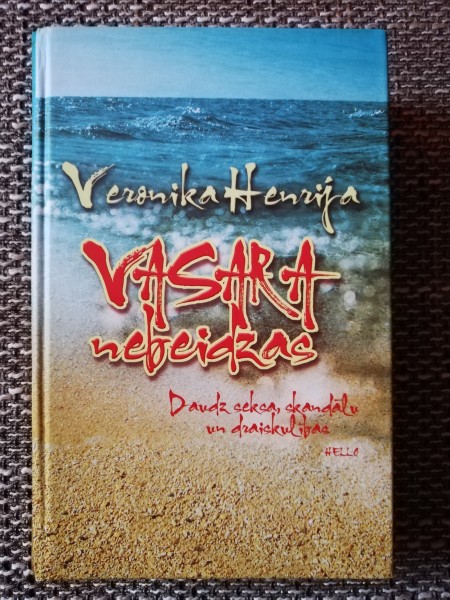 Veronika Henrija
VASARA
nebeidzas
Daudz seksa, skandālu
un draiskulības
HELLO